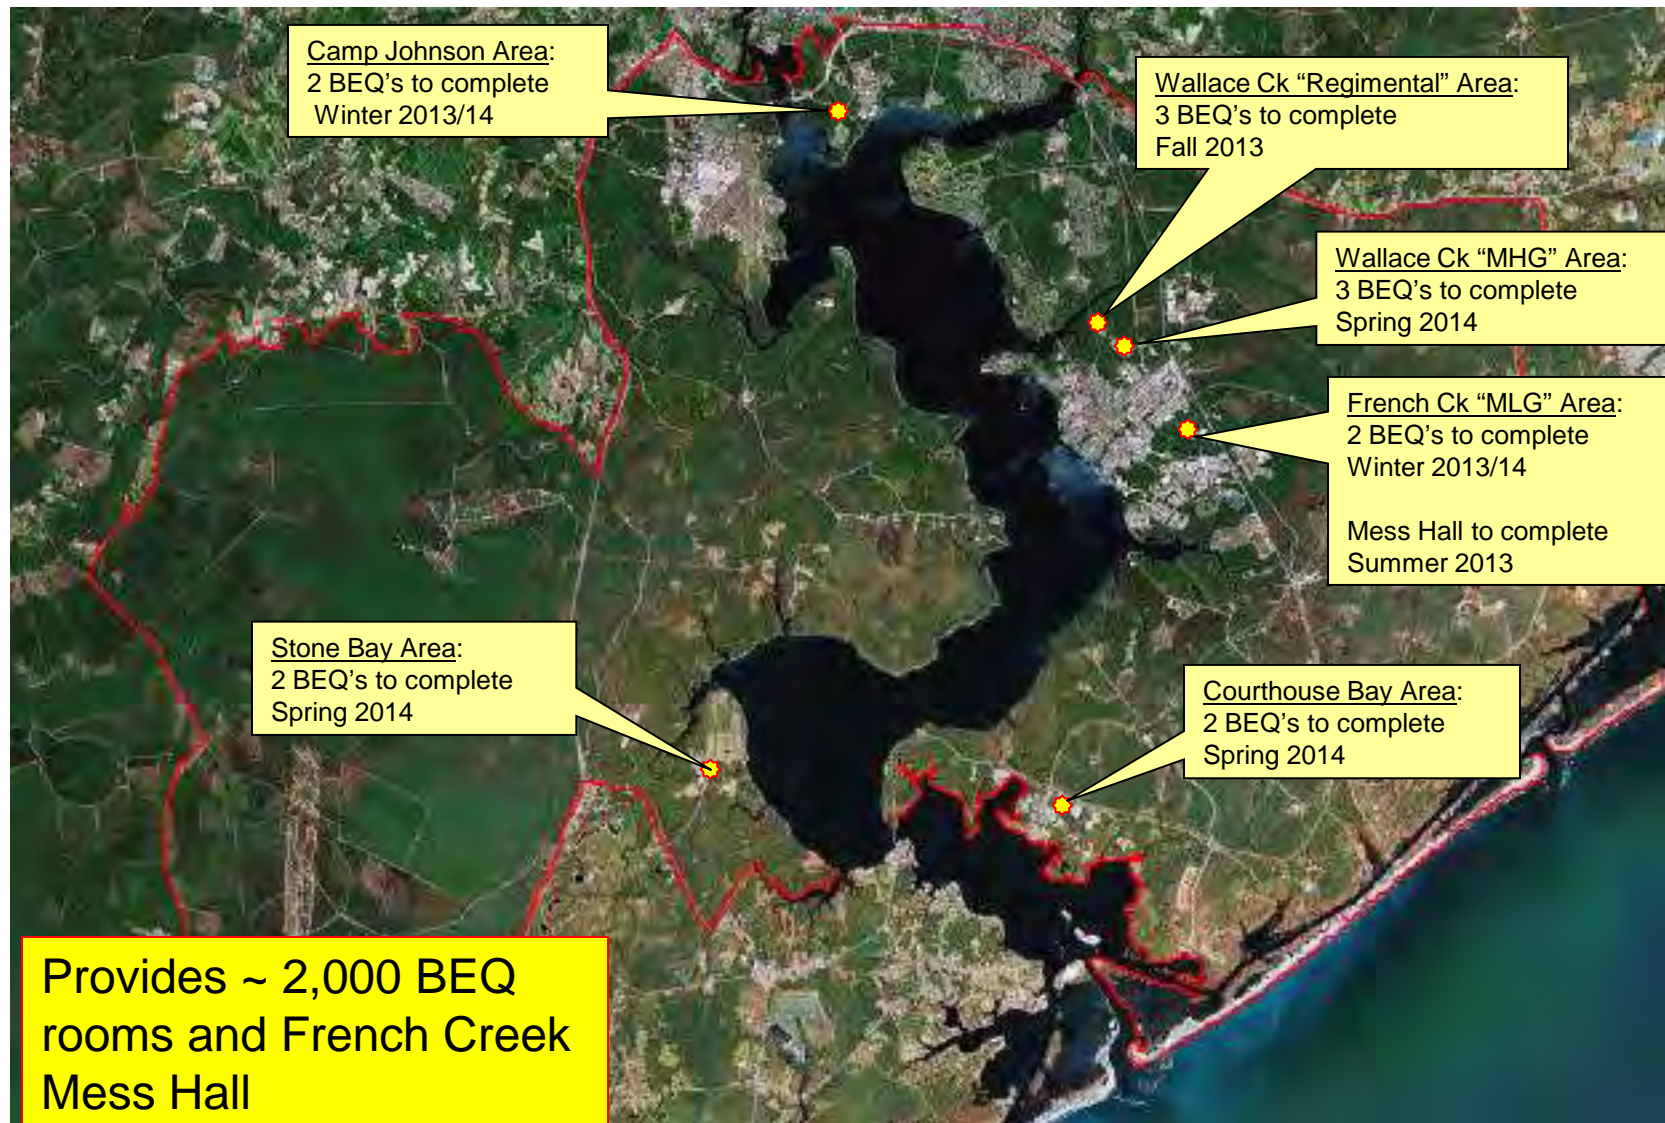 Camp Johnson Area:
2 BEQ's to complete
Winter 2013/14
Wallace Ck “Regimental” Area:
3 BEQ's to complete
Fall 2013
Wallace Ck “MHG” Area:
3 BEQ's to complete
Spring 2014
French Ck “MLG” Area:
2 BEQ's to complete
Winter 2013/14
Mess Hall to complete
Summer 2013
Stone Bay Area:
2 BEQ's to complete
Spring 2014
Courthouse Bay Area:
2 BEQ's to complete
Spring 2014
Provides ~ 2,000 BEQ
rooms and French Creek
Mess Hall